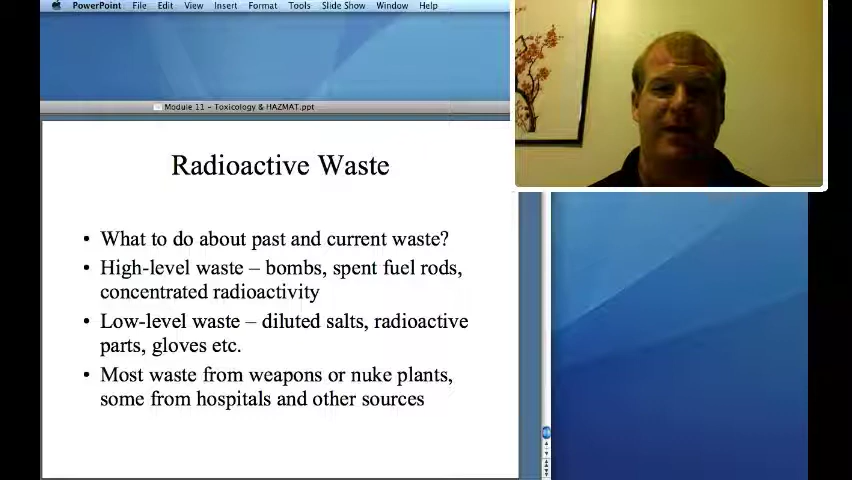 PowerPoint File Edit View Insert Format Tools Slide Show Window Help
Module 11 - Toxicology & HAZMAT.ppt
Radioactive Waste
• What to do about past and current waste?
• High-level waste – bombs, spent fuel rods,
concentrated radioactivity
• Low-level waste – diluted salts, radioactive
parts, gloves etc.
• Most waste from weapons or nuke plants,
some from hospitals and other sources